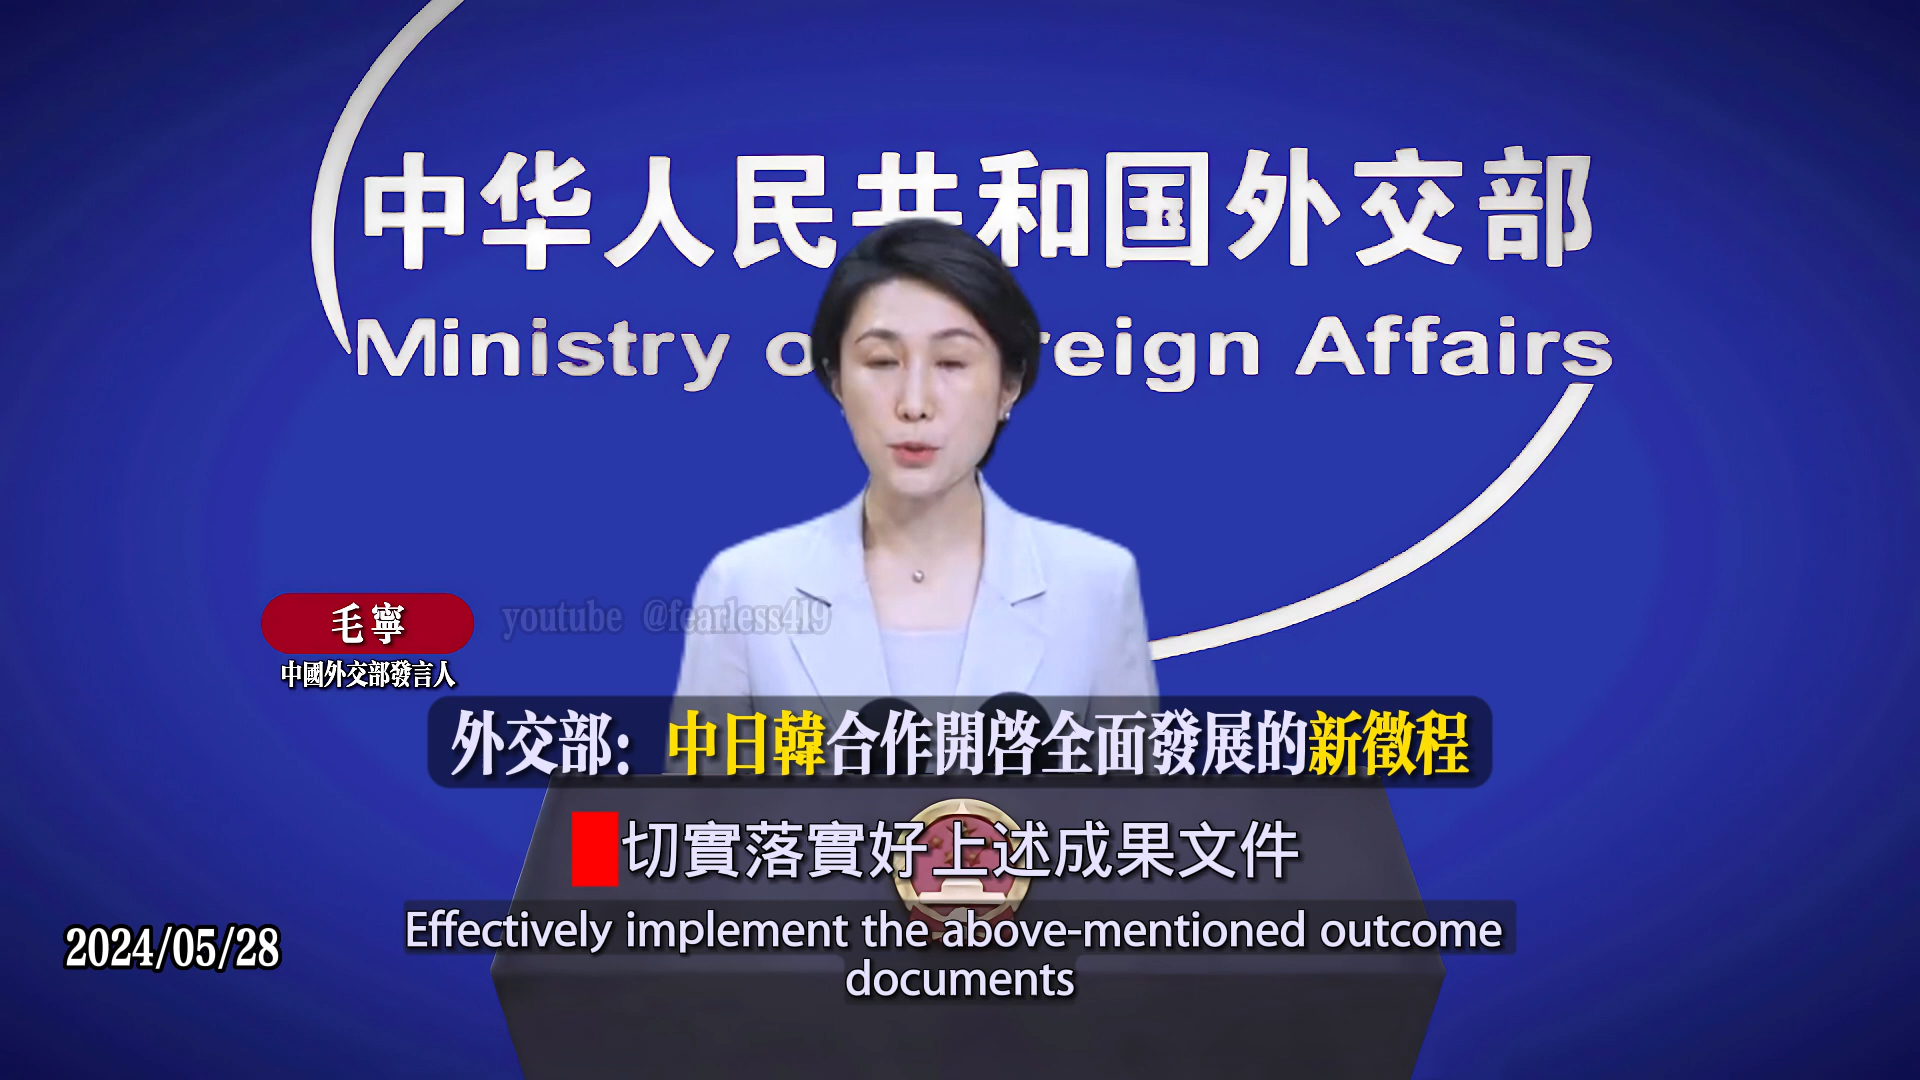 中华人民共和国外交部
Ministry o reign Affairs
毛寧
youtube @fearless419
中國外交部發言人
外交部：中日韓合作開啓全面發展的新徵程
切實落實好上述成果文件
2024/05/28
Effectively implement the above-mentioned outcome
documents